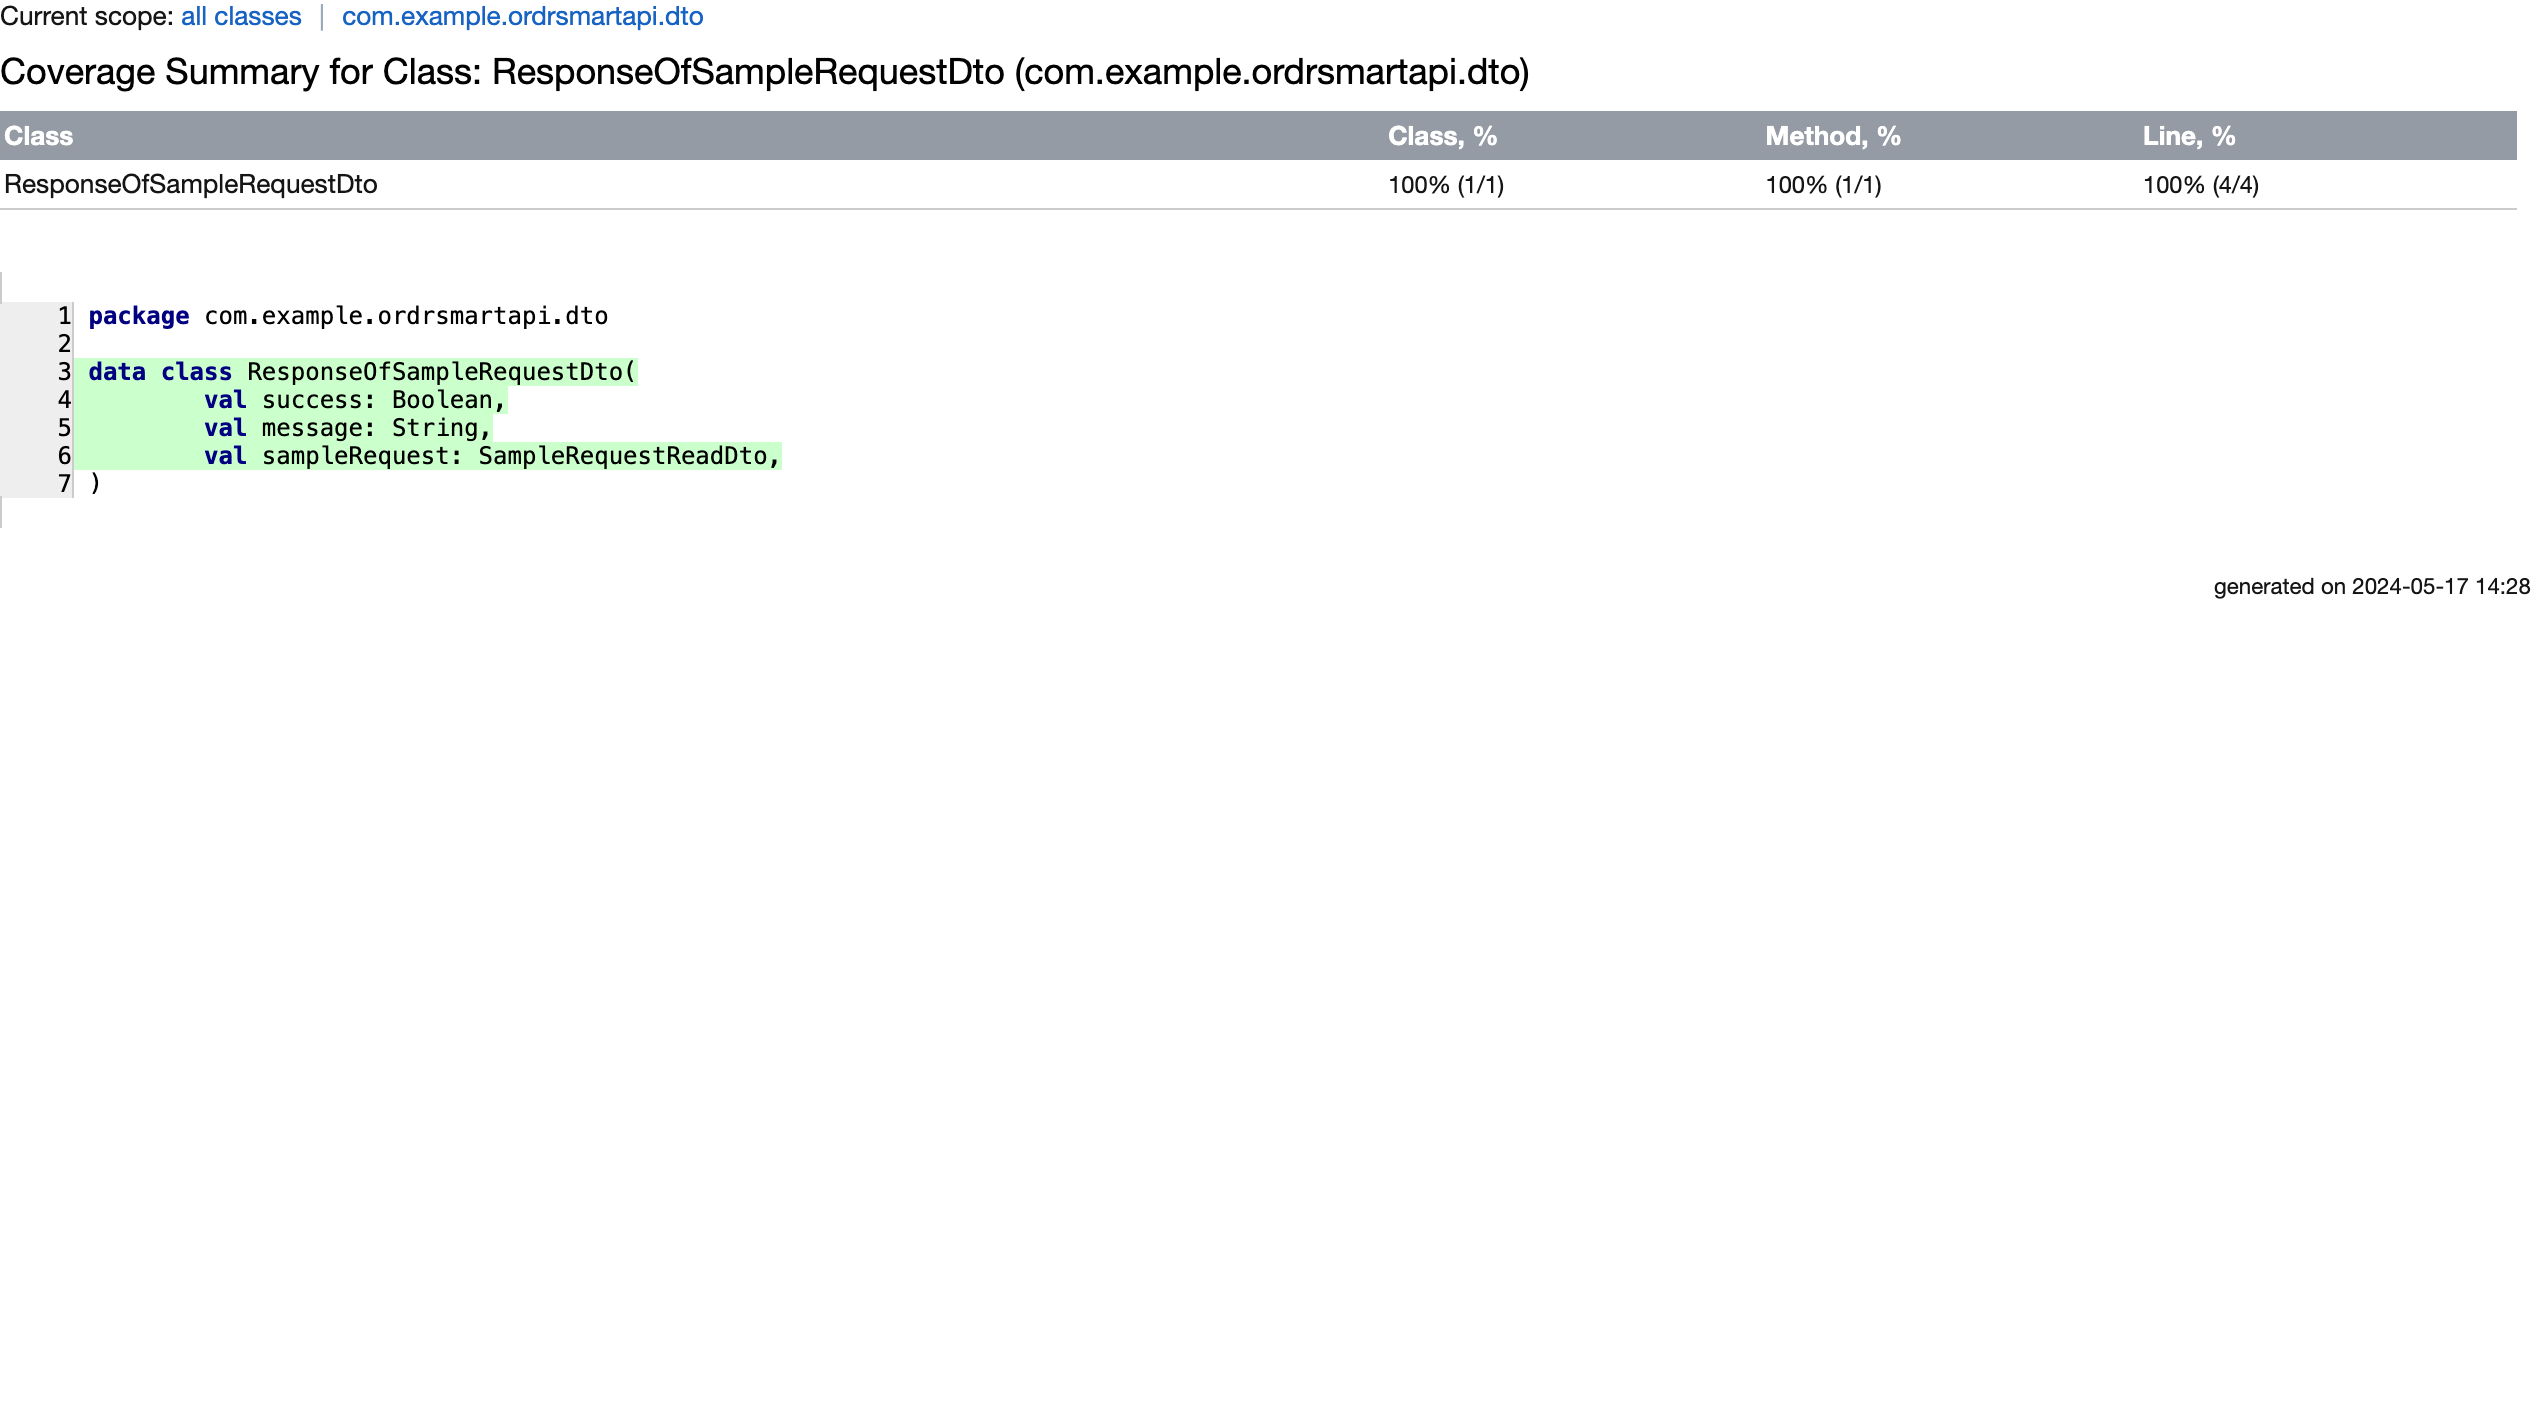 Current scope: all classes | com.example.ordrsmartapi.dto
Coverage Summary for Class: ResponseOfSampleRequestDto (com.example.ordrsmartapi.dto)
Class Class, % Method, % Line, %
ResponseOfSampleRequestDto 100% (1/1) 100% (1/1) 100% (4/4)
1 package com.example.ordrsmartapi.dto
2
3 data class ResponseOfSampleRequestDto(
4         val success: Boolean,
5         val message: String,
6         val sampleRequest: SampleRequestReadDto,
7 )
generated on 2024-05-17 14:28